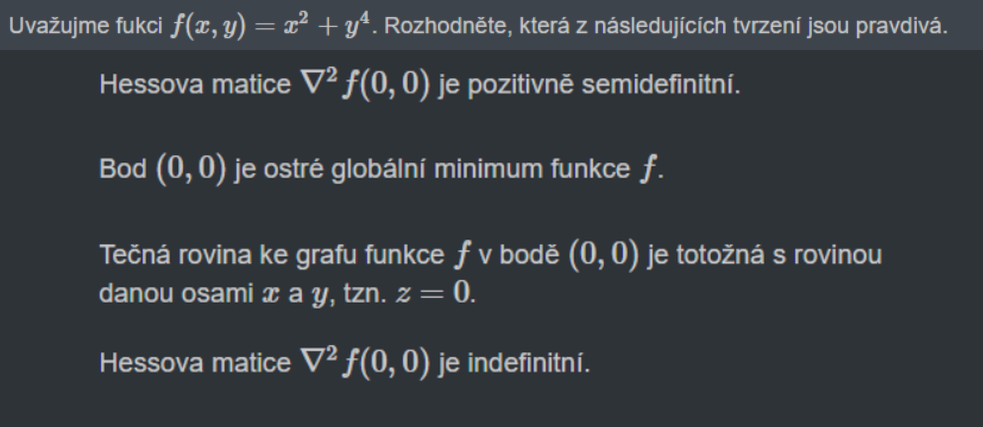 Uvažujme fukci f(x, y) = x² + y⁴. Rozhodněte, která z následujících tvrzení jsou pravdivá.
Hessova matice ∇²f(0, 0) je pozitivně semidefinitní.
Bod (0, 0) je ostré globální minimum funkce f.
Tečná rovina ke grafu funkce f v bodě (0, 0) je totožná s rovinou
danou osami x a y, tzn. z = 0.
Hessova matice ∇²f(0, 0) je indefinitní.